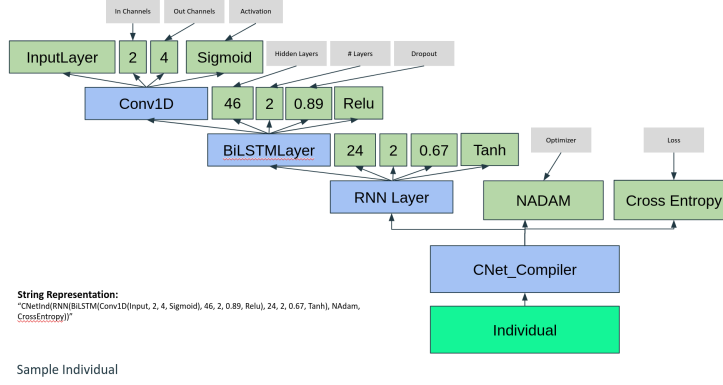 In Channels
Out Channels
Activation
InputLayer
2
4
Sigmoid
Hidden Layers
# Layers
Dropout
Conv1D
46
2
0.89
Relu
BiLSTMLayer
24
2
0.67
Tanh
Optimizer
Loss
RNN Layer
NADAM
Cross Entropy
CNet_Compiler
String Representation:
“CNetInd(RNN(BiLSTM(Conv1D(Input, 2, 4, Sigmoid), 46, 2, 0.89, Relu), 24, 2, 0.67, Tanh), NAdam,
CrossEntropy))”
Individual
Sample Individual